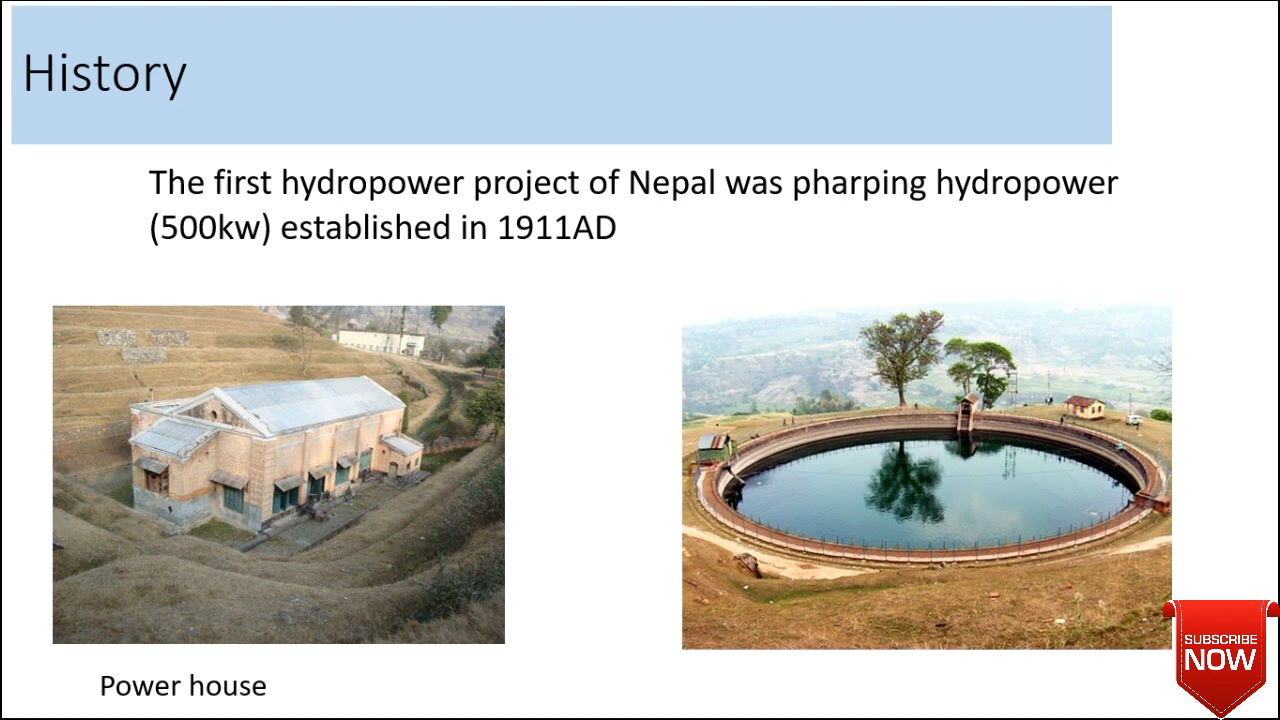 History
The first hydropower project of Nepal was pharping hydropower
(500kw) established in 1911AD
Power house
SUBSCRIBE
NOW